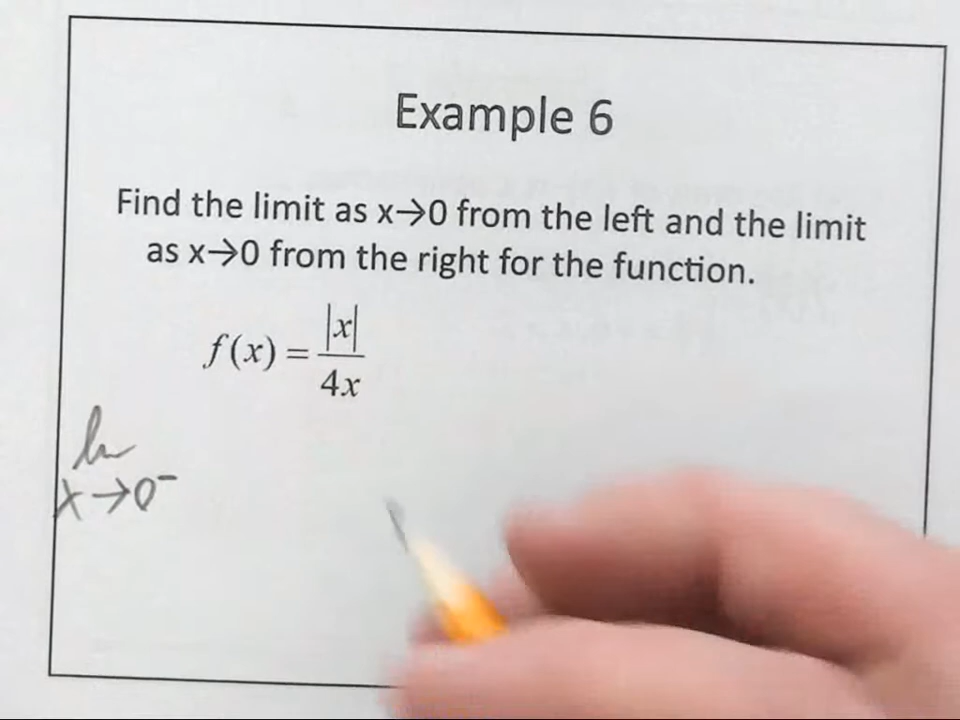 Example 6
Find the limit as x→0 from the left and the limit
as x→0 from the right for the function.
f(x) = |x| / 4x
lim
x→0⁻